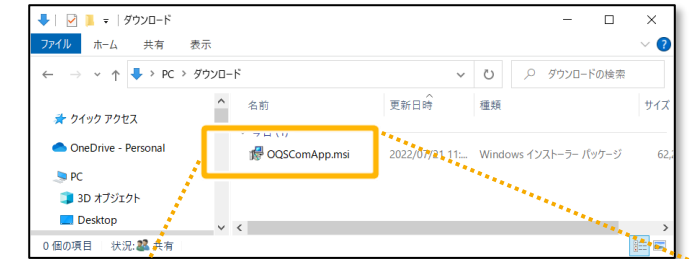 ダウンロード
ファイル ホーム 共有 表示
PC ダウンロード ダウンロードの検索
名前 更新日時 種類 サイズ
クイック アクセス
今日 (1)
OneDrive - Personal
OQSComApp.msi 2022/07/21 11:... Windows インストーラー パッケージ 62,
PC
3D オブジェクト
Desktop
0 個の項目 状況: 共有